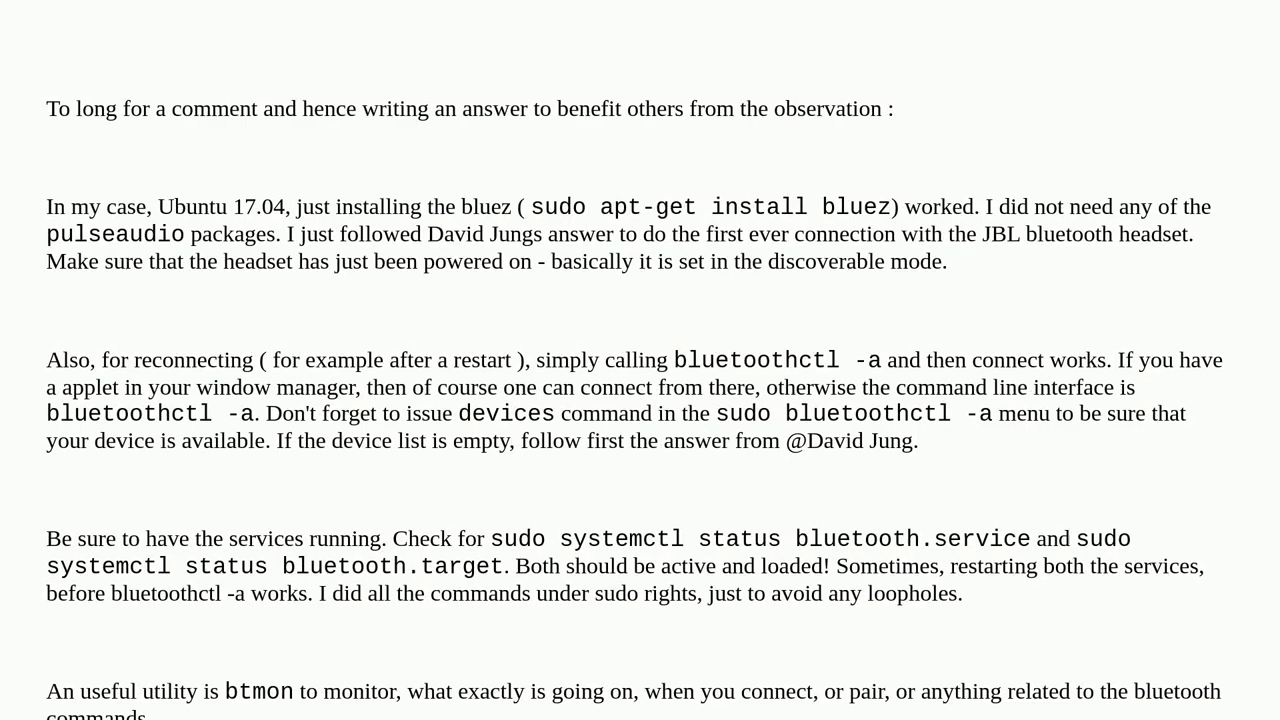 To long for a comment and hence writing an answer to benefit others from the observation :
In my case, Ubuntu 17.04, just installing the bluez ( sudo apt-get install bluez) worked. I did not need any of the
pulseaudio packages. I just followed David Jungs answer to do the first ever connection with the JBL bluetooth headset.
Make sure that the headset has just been powered on - basically it is set in the discoverable mode.
Also, for reconnecting ( for example after a restart ), simply calling bluetoothctl -a and then connect works. If you have
a applet in your window manager, then of course one can connect from there, otherwise the command line interface is
bluetoothctl -a. Don't forget to issue devices command in the sudo bluetoothctl -a menu to be sure that
your device is available. If the device list is empty, follow first the answer from @David Jung.
Be sure to have the services running. Check for sudo systemctl status bluetooth.service and sudo
systemctl status bluetooth.target. Both should be active and loaded! Sometimes, restarting both the services,
before bluetoothctl -a works. I did all the commands under sudo rights, just to avoid any loopholes.
An useful utility is btmon to monitor, what exactly is going on, when you connect, or pair, or anything related to the bluetooth
commands.